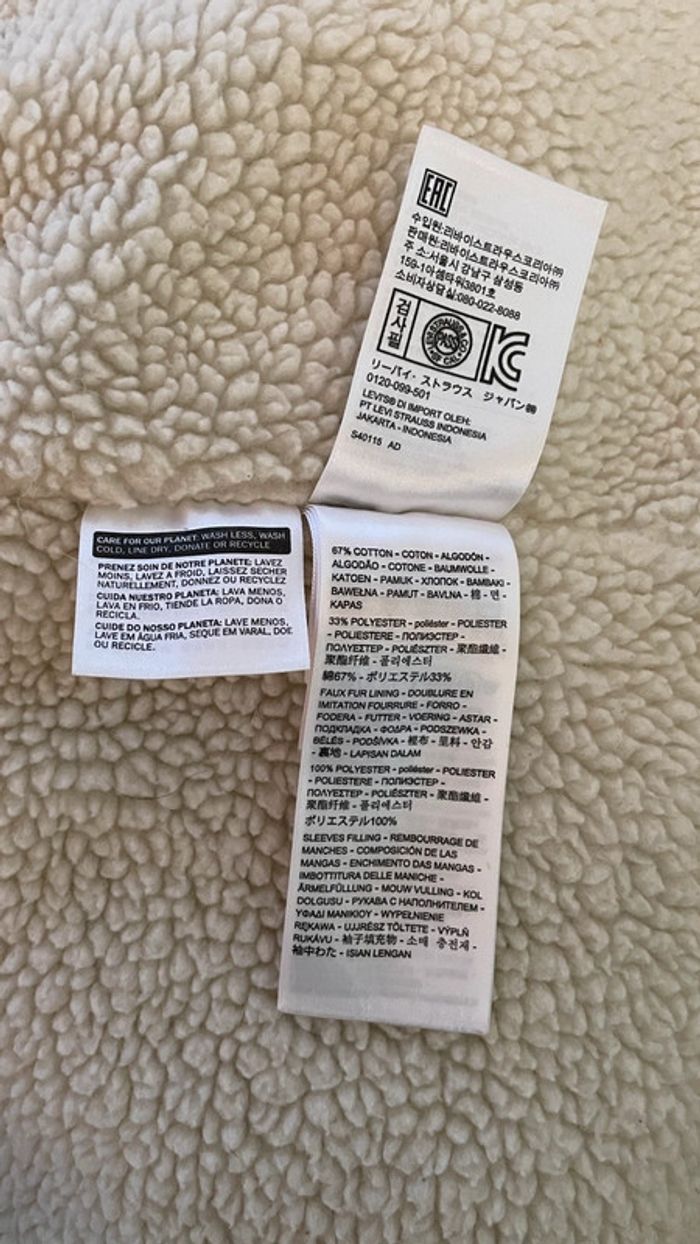 EAC
수입원:리바이스트라우스코리아㈜
판매원:리바이스트라우스코리아㈜
주 소:서울시 강남구 삼성동
159-1아셈타워3801호
소비자상담실:080-022-8088
검사필
LEVI STRAUSS & CO
PASS
OF CAL
リーバイ・ストラウス ジャパン㈱
0120-099-501
LEVI'S® DI IMPORT OLEH:
PT LEVI STRAUSS INDONESIA
JAKARTA - INDONESIA
S40115 AD
CARE FOR OUR PLANET: WASH LESS, WASH
COLD, LINE DRY, DONATE OR RECYCLE
PRENEZ SOIN DE NOTRE PLANETE: LAVEZ
MOINS, LAVEZ À FROID, LAISSEZ SÉCHER
NATURELLEMENT, DONNEZ OU RECYCLEZ
CUIDA NUESTRO PLANETA: LAVA MENOS,
LAVA EN FRIO, TIENDE LA ROPA, DONA O
RECICLA.
CUIDE DO NOSSO PLANETA: LAVE MENOS,
LAVE EM ÁGUA FRIA, SEQUE EM VARAL, DOE
OU RECICLE.
67% COTTON - COTON - ALGODÓN -
ALGODÃO - COTONE - BAUMWOLLE -
KATOEN - PAMUK - ХЛОПОК - BAMBAKI -
BAWEŁNA - PAMUT - BAVLNA - 棉 - 면 -
KAPAS
33% POLYESTER - poliéster - POLIESTER
- POLIESTERE - ПОЛИЭСТЕР -
ΠΟΛΥΕΣΤΕΡ - POLIÉSZTER - 聚酯纖維 -
聚酯纤维 - 폴리에스터
綿67% - ポリエステル33%
FAUX FUR LINING - DOUBLURE EN
IMITATION FOURRURE - FORRO -
FODERA - FUTTER - VOERING - ASTAR -
ПОДКЛАДКА - ΦΟΔΡΑ - PODSZEWKA -
BÉLÉS - PODŠÍVKA - 裡布 - 里料 - 안감
- 裏地 - LAPISAN DALAM
100% POLYESTER - poliéster - POLIESTER
- POLIESTERE - ПОЛИЭСТЕР -
ΠΟΛΥΕΣΤΕΡ - POLIÉSZTER - 聚酯纖維 -
聚酯纤维 - 폴리에스터
ポリエステル100%
SLEEVES FILLING - REMBOURRAGE DE
MANCHES - COMPOSICIÓN DE LAS
MANGAS - ENCHIMENTO DAS MANGAS -
IMBOTTITURA DELLE MANICHE -
ÄRMELFÜLLUNG - MOUW VULLING - KOL
DOLGUSU - РУКАВА С НАПОЛНИТЕЛЕМ -
ΥΦΑΔΙ ΜΑΝΙΚΙΟΥ - WYPEŁNIENIE
RĘKAWA - UJJRÉSZ TÖLTETE - VÝPLŇ
RUKÁVU - 袖子填充物 - 소매 충전재 -
袖中わた - ISIAN LENGAN